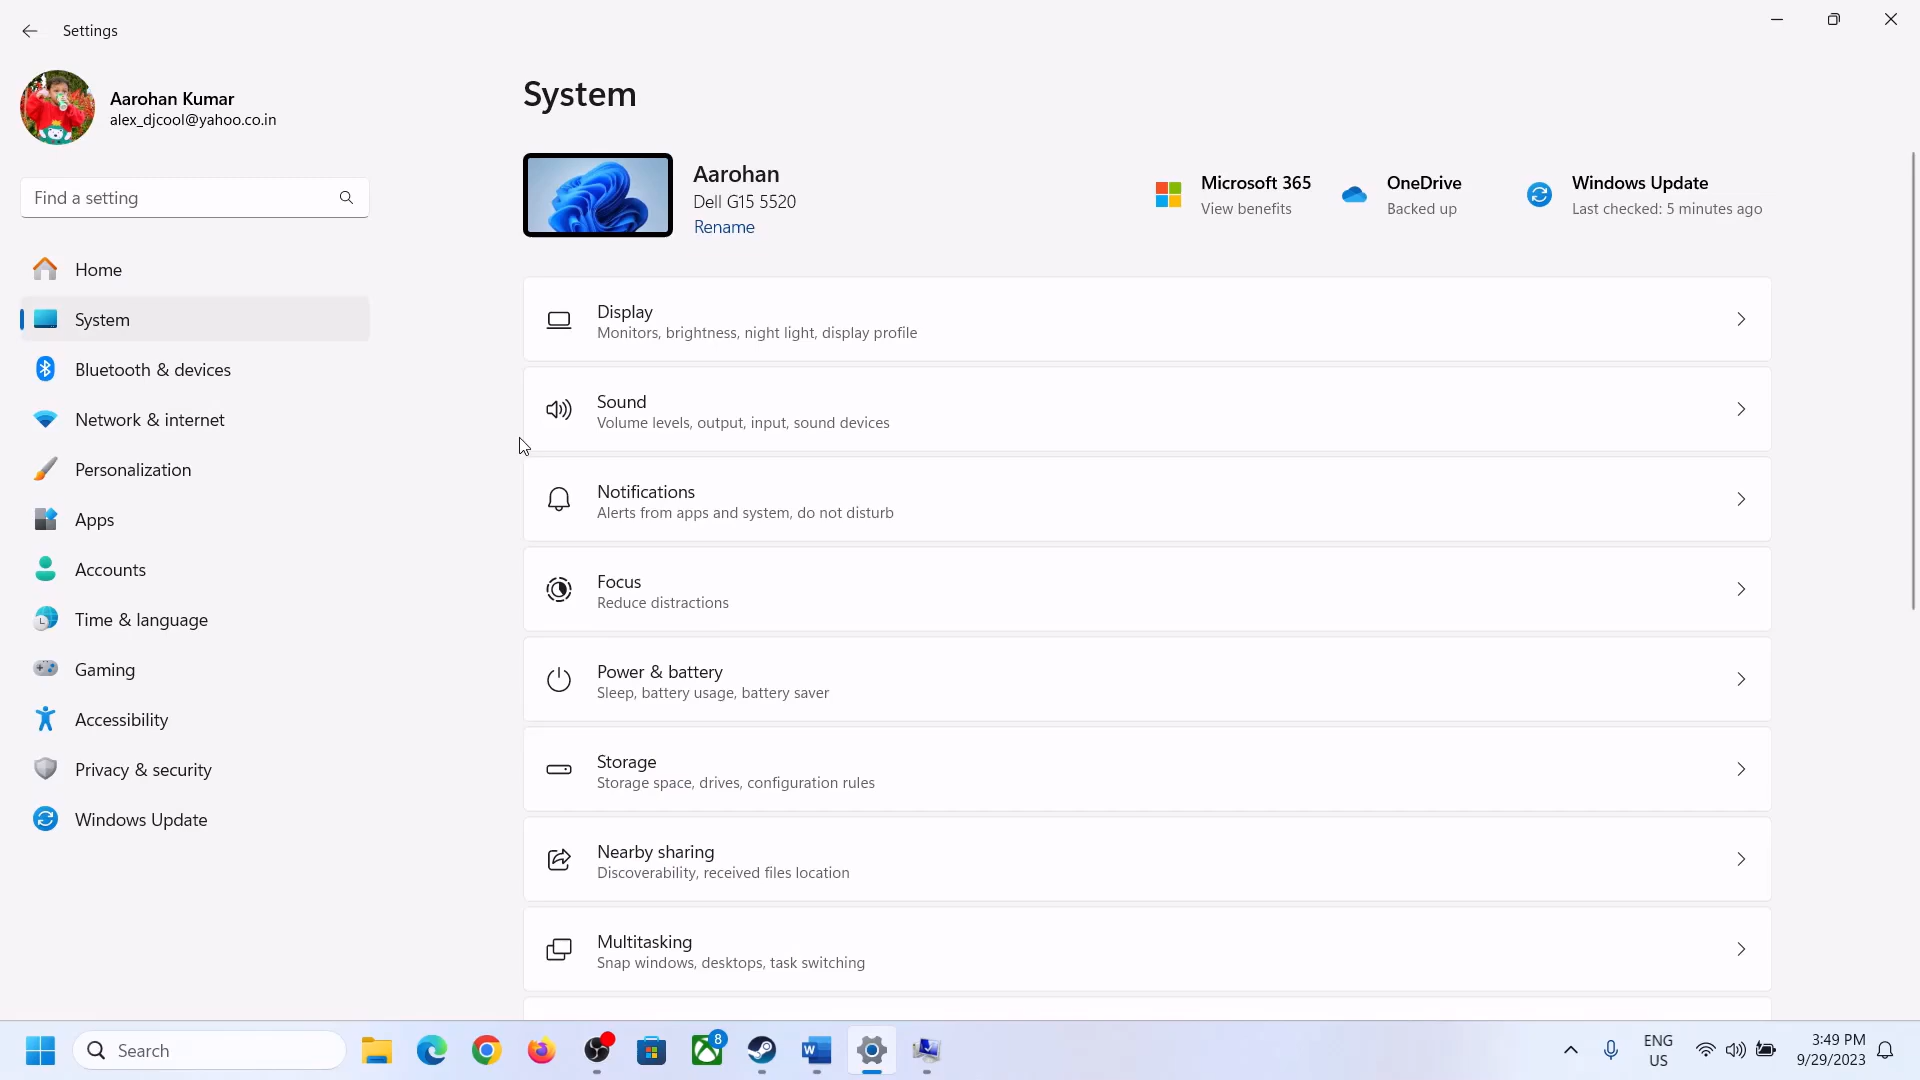 Settings
Aarohan Kumar
alex_djcool@yahoo.co.in
Find a setting
Home
System
Bluetooth & devices
Network & internet
Personalization
Apps
Accounts
Time & language
Gaming
Accessibility
Privacy & security
Windows Update
System
Aarohan
Dell G15 5520
Rename
Microsoft 365
View benefits
OneDrive
Backed up
Windows Update
Last checked: 5 minutes ago
Display
Monitors, brightness, night light, display profile
Sound
Volume levels, output, input, sound devices
Notifications
Alerts from apps and system, do not disturb
Focus
Reduce distractions
Power & battery
Sleep, battery usage, battery saver
Storage
Storage space, drives, configuration rules
Nearby sharing
Discoverability, received files location
Multitasking
Snap windows, desktops, task switching
Search
8
W
ENG
US
3:49 PM
9/29/2023